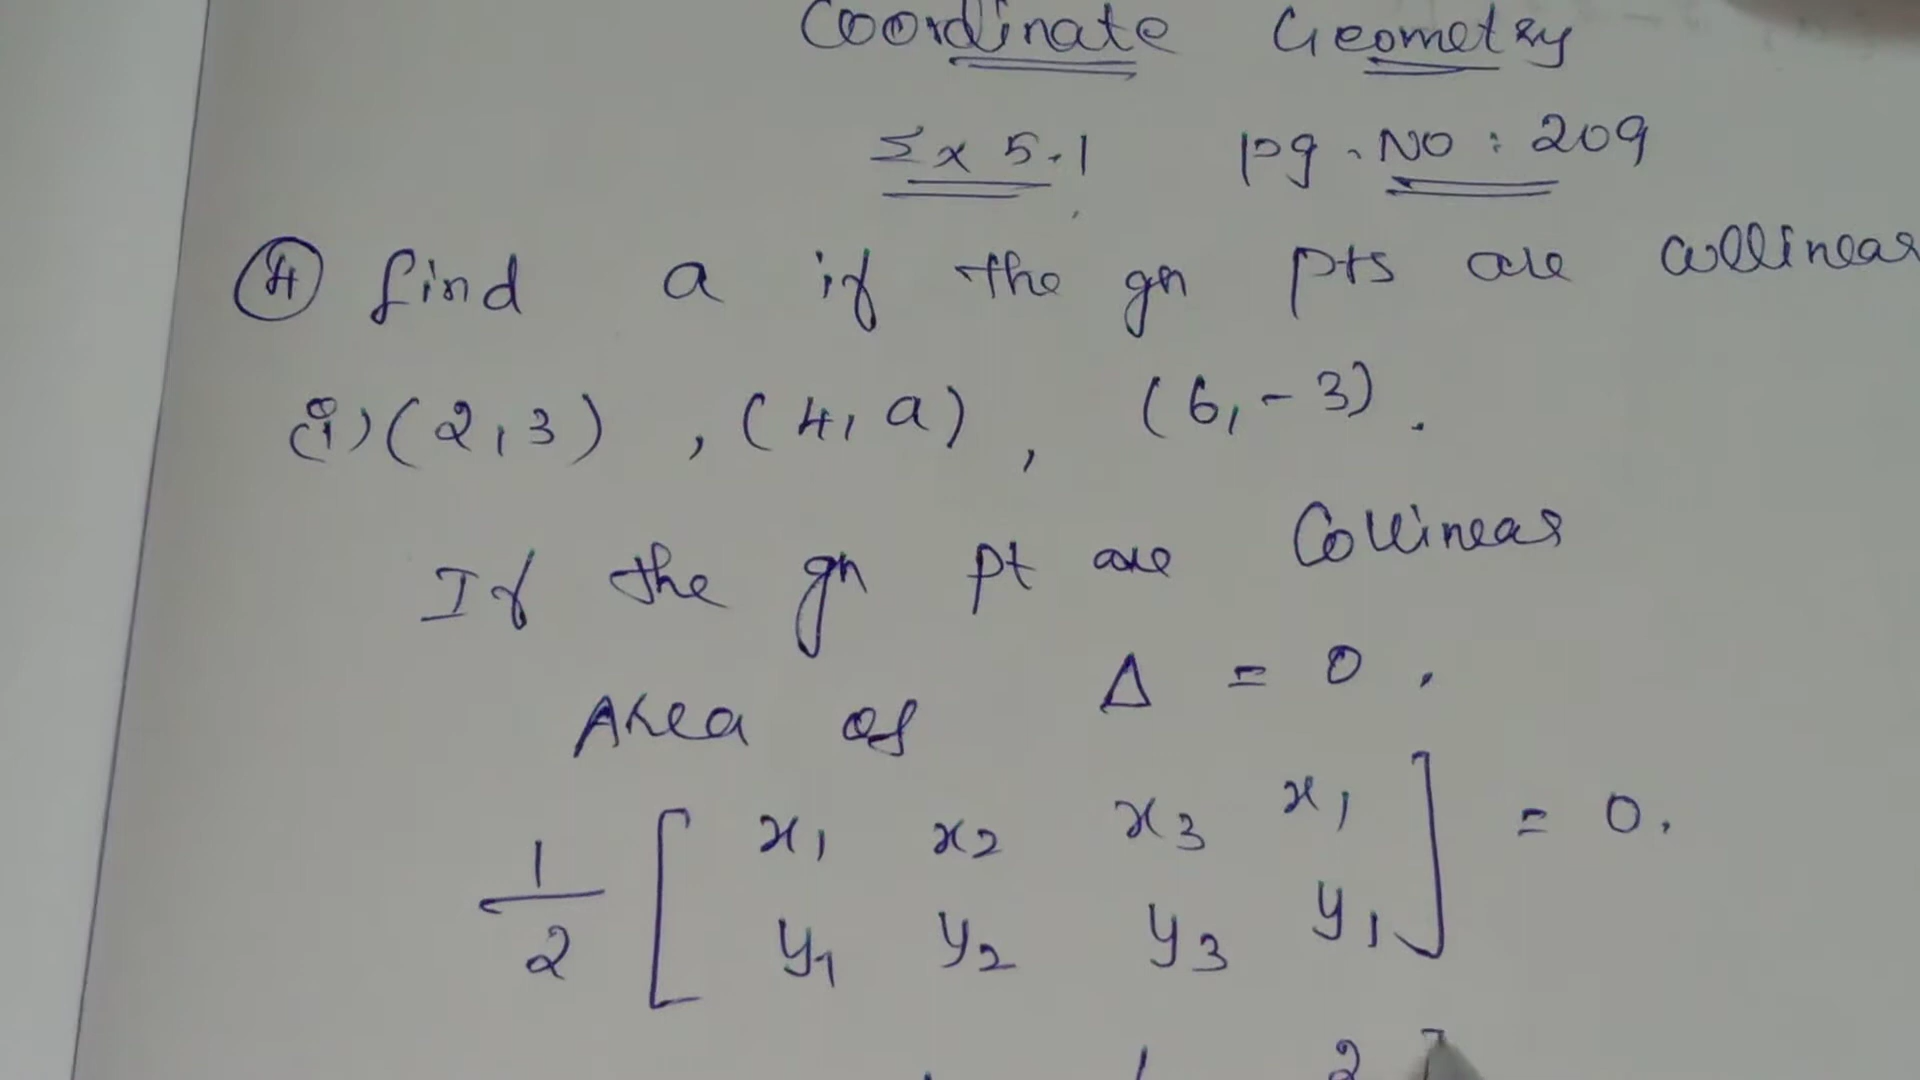 Coordinate Geometry
Ex 5.1 pg. NO : 209
④ find a if the gn pts are collinear
(i) (2,3) , (4, a) , (6, -3) .
If the gn pt are Collinear
Area of Δ = 0 .
1/2 [ x1 x2 x3 x1
y1 y2 y3 y1 ] = 0 .
2